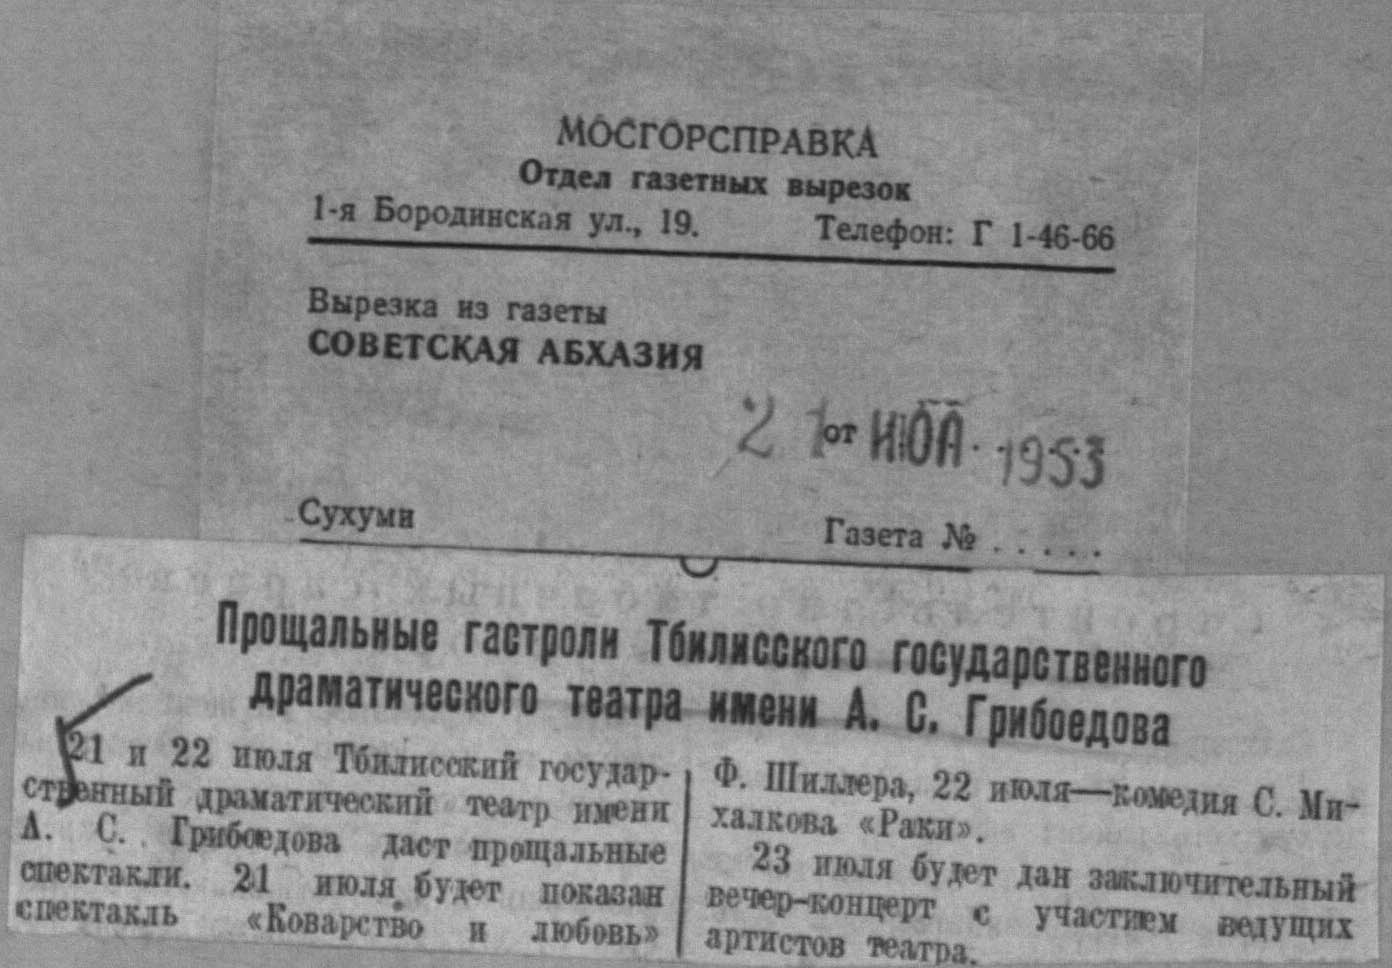 МОСГОРСПРАВКА
Отдел газетных вырезок
1-я Бородинская ул., 19. Телефон: Г 1-46-66
Вырезка из газеты
СОВЕТСКАЯ АБХАЗИЯ
21 от ИЮЛ 1953
Сухуми Газета № . . . . .
Прощальные гастроли Тбилисского государственного
драматического театра имени А. С. Грибоедова
21 и 22 июля Тбилисский государ-
ственный драматический театр имени
А. С. Грибоедова даст прощальные
спектакли. 21 июля будет показан
спектакль «Коварство и любовь»
Ф. Шиллера, 22 июля—комедия С. Ми-
халкова «Раки».
23 июля будет дан заключительный
вечер-концерт с участием ведущих
артистов театра.